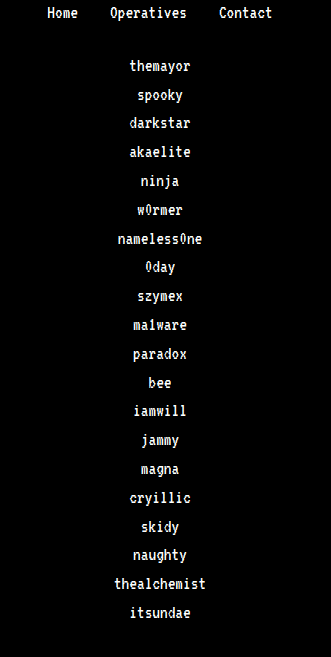 Home Operatives Contact
themayor
spooky
darkstar
akaelite
ninja
w0rmer
nameless0ne
0day
szymex
ma1ware
paradox
bee
iamwill
jammy
magna
cryillic
skidy
naughty
thealchemist
itsundae